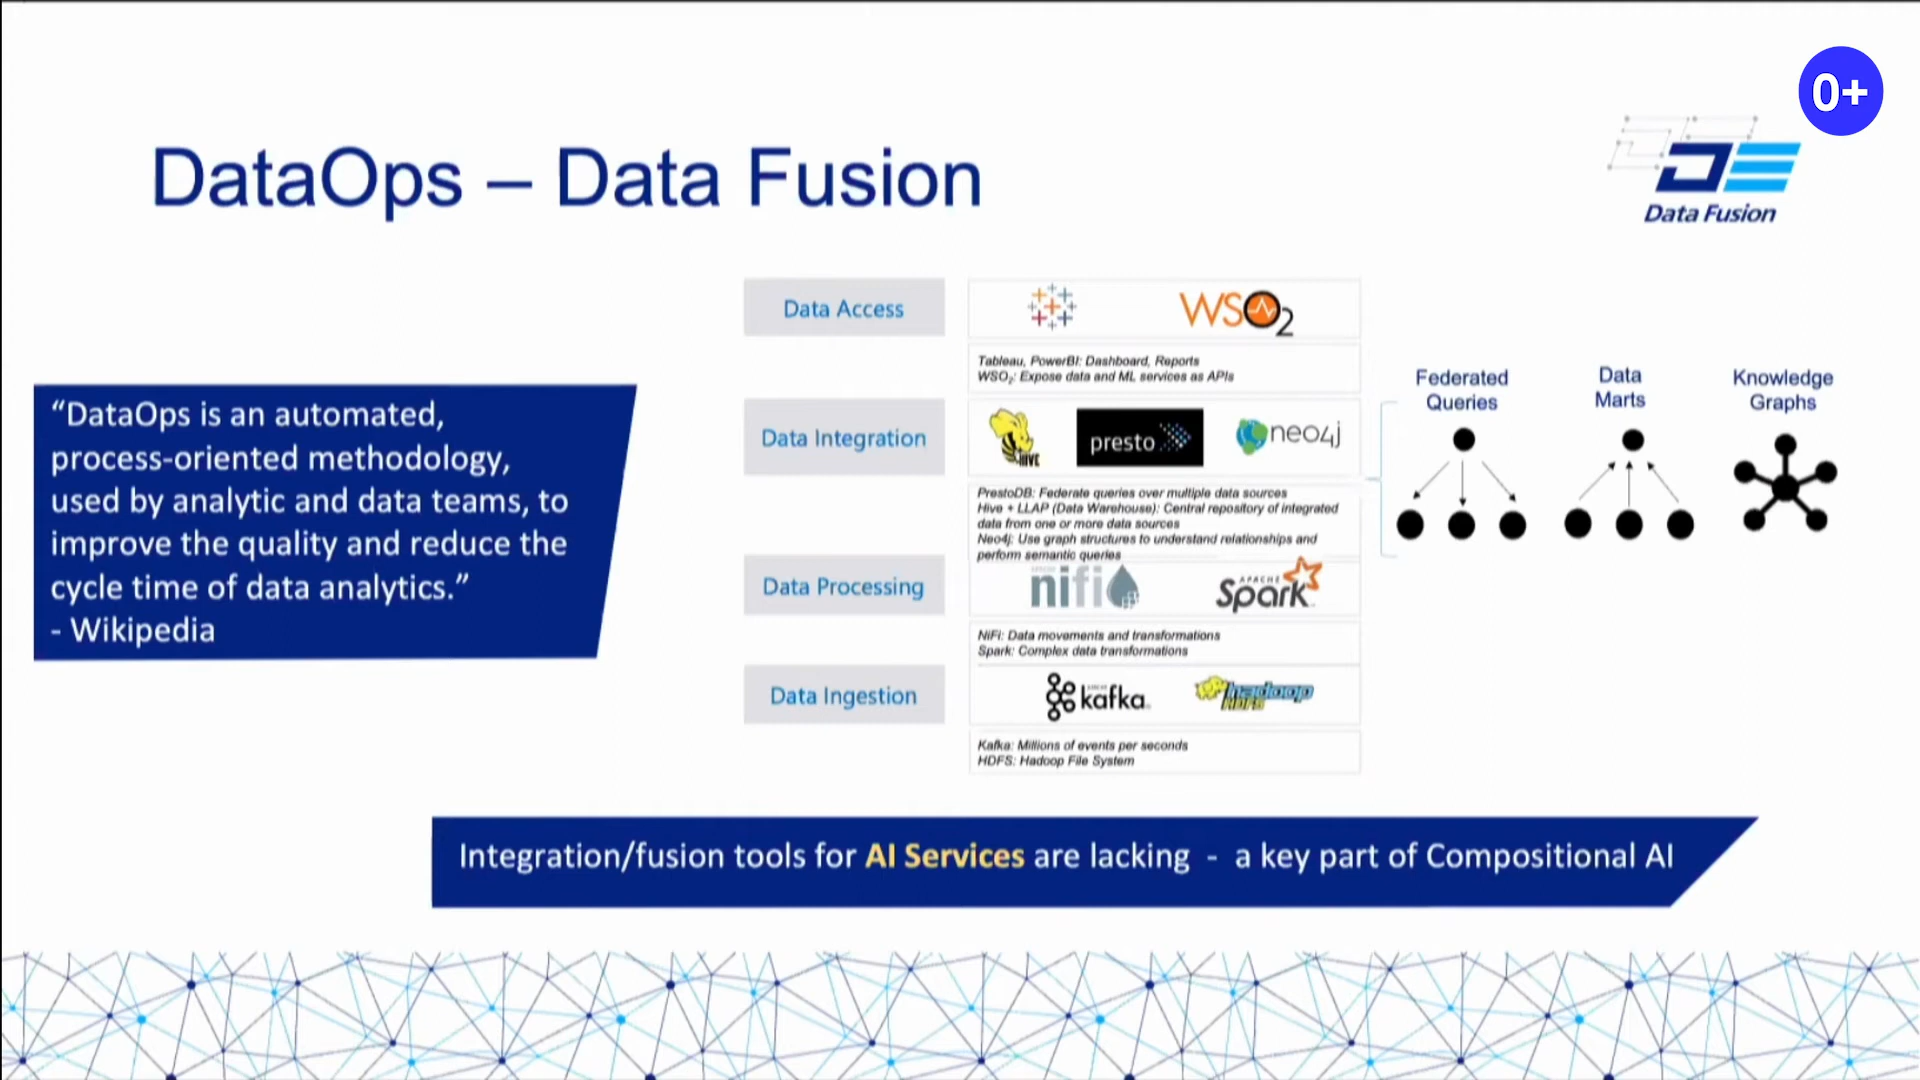 0+
DataOps – Data Fusion
Data Fusion
“DataOps is an automated,
process-oriented methodology,
used by analytic and data teams, to
improve the quality and reduce the
cycle time of data analytics.”
- Wikipedia
Data Access
WSO2
Tableau, PowerBI: Dashboard, Reports
WSO2: Expose data and ML services as APIs
Data Integration
HIVE
presto
neo4j
PrestoDB: Federate queries over multiple data sources
Hive + LLAP (Data Warehouse): Central repository of integrated
data from one or more data sources
Neo4j: Use graph structures to understand relationships and
perform semantic queries
Federated
Queries
Data
Marts
Knowledge
Graphs
Data Processing
nifi
APACHE
Spark
NiFi: Data movements and transformations
Spark: Complex data transformations
Data Ingestion
kafka
hadoop
HDFS
Kafka: Millions of events per seconds
HDFS: Hadoop File System
Integration/fusion tools for AI Services are lacking - a key part of Compositional AI